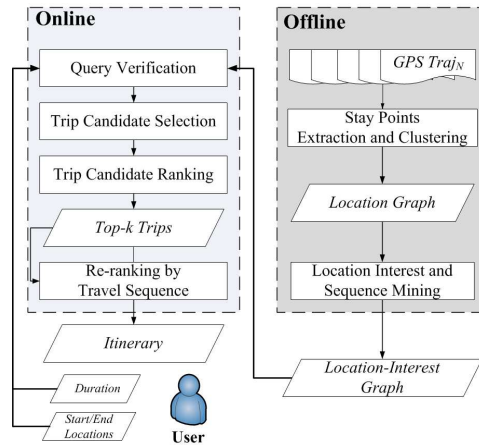 Online
Query Verification
Trip Candidate Selection
Trip Candidate Ranking
Top-k Trips
Re-ranking by
Travel Sequence
Itinerary
Duration
Start/End
Locations
User
Offline
GPS Traj_N
Stay Points
Extraction and Clustering
Location Graph
Location Interest and
Sequence Mining
Location-Interest
Graph